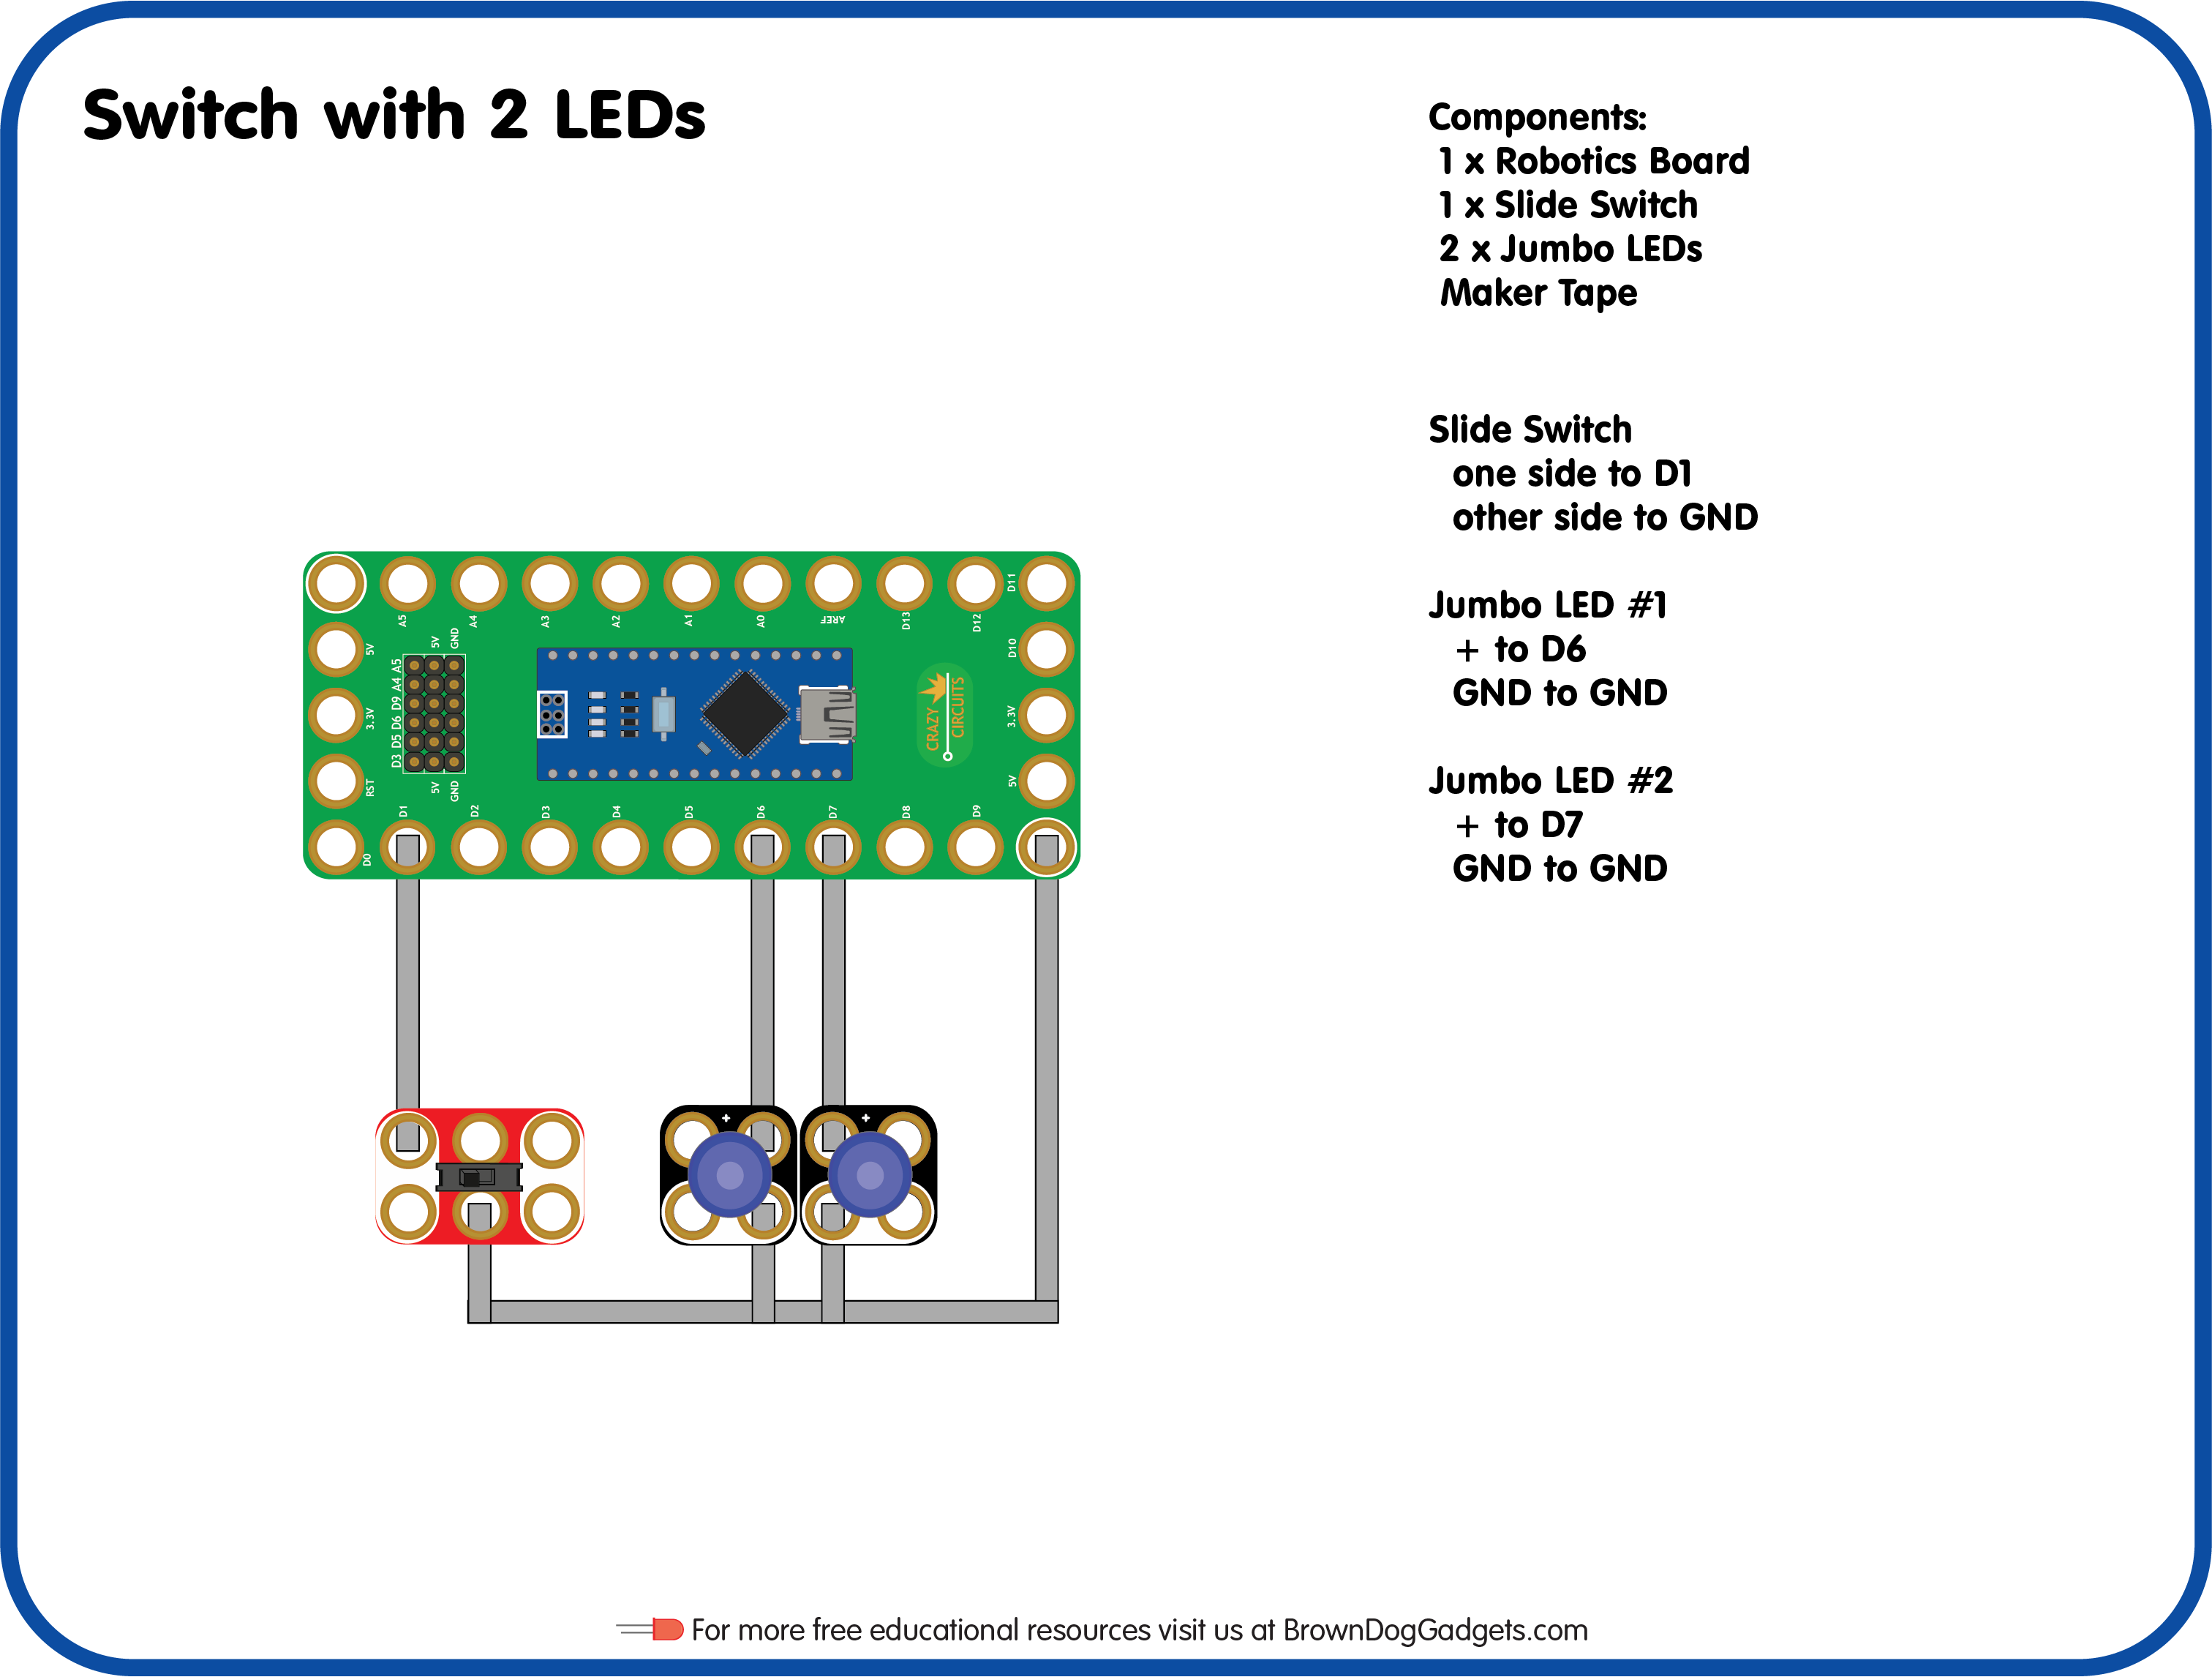 Switch with 2 LEDs
Components:
1 x Robotics Board
1 x Slide Switch
2 x Jumbo LEDs
Maker Tape
Slide Switch
one side to D1
other side to GND
Jumbo LED #1
+ to D6
GND to GND
Jumbo LED #2
+ to D7
GND to GND
A5
A4
A3
A2
A1
A0
AREF
D13
D12
D11
D10
3.3V
5V
5V
3.3V
RST
D0
5V
GND
A5
A4
D9
D6
D5
D3
5V
GND
CRAZY
CIRCUITS
D1
D2
D3
D4
D5
D6
D7
D8
D9
+
+
For more free educational resources visit us at BrownDogGadgets.com